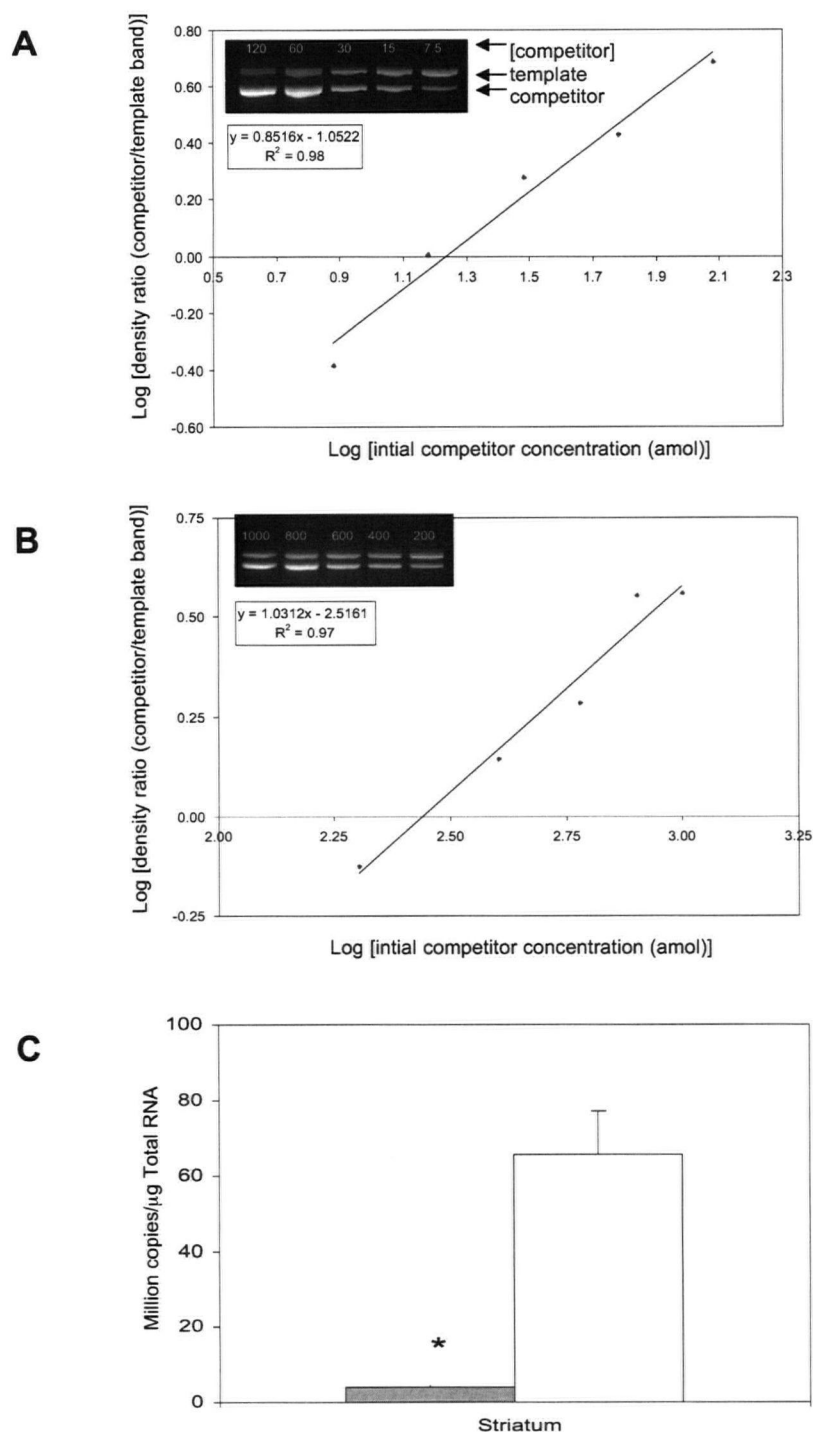 A
Log [density ratio (competitor/template band)]
0.80
0.60
0.40
0.20
0.00
-0.20
-0.40
-0.60
120 60 30 15 7.5
[competitor]
template
competitor
y = 0.8516x - 1.0522
R² = 0.98
0.5 0.7 0.9 1.1 1.3 1.5 1.7 1.9 2.1 2.3
Log [intial competitor concentration (amol)]
B
Log [density ratio (competitor/template band)]
0.75
0.50
0.25
0.00
-0.25
1000 800 600 400 200
y = 1.0312x - 2.5161
R² = 0.97
2.00 2.25 2.50 2.75 3.00 3.25
Log [intial competitor concentration (amol)]
C
Million copies/µg Total RNA
100
80
60
40
20
0
*
Striatum